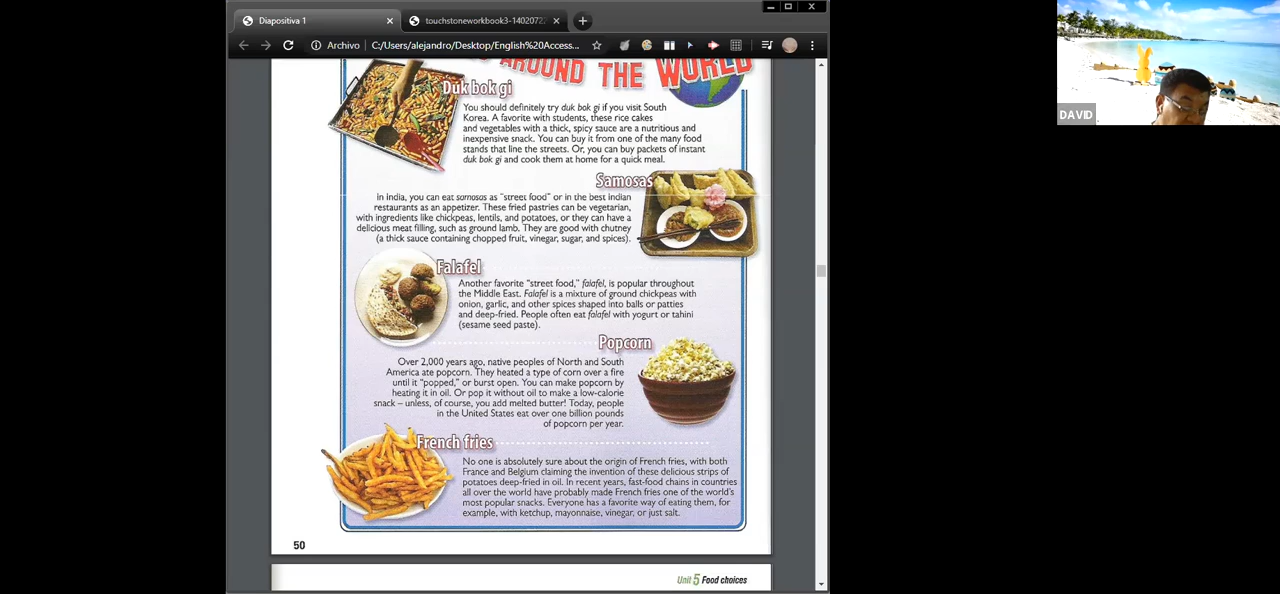 Diapositiva 1
touchstoneworkbook3-1402072
Archivo
C:/Users/alejandro/Desktop/English%20Access...
AROUND THE WORLD
Duk bok gi
You should definitely try duk bok gi if you visit South
Korea. A favorite with students, these rice cakes
and vegetables with a thick, spicy sauce are a nutritious and
inexpensive snack. You can buy it from one of the many food
stands that line the streets. Or, you can buy packets of instant
duk bok gi and cook them at home for a quick meal.
Samosas
In India, you can eat samosas as "street food" or in the best Indian
restaurants as an appetizer. These fried pastries can be vegetarian,
with ingredients like chickpeas, lentils, and potatoes, or they can have a
delicious meat filling, such as ground lamb. They are good with chutney
(a thick sauce containing chopped fruit, vinegar, sugar, and spices).
Falafel
Another favorite "street food," falafel, is popular throughout
the Middle East. Falafel is a mixture of ground chickpeas with
onion, garlic, and other spices shaped into balls or patties
and deep-fried. People often eat falafel with yogurt or tahini
(sesame seed paste).
Popcorn
Over 2,000 years ago, native peoples of North and South
America ate popcorn. They heated a type of corn over a fire
until it "popped," or burst open. You can make popcorn by
heating it in oil. Or pop it without oil to make a low-calorie
snack – unless, of course, you add melted butter! Today, people
in the United States eat over one billion pounds
of popcorn per year.
French fries
No one is absolutely sure about the origin of French fries, with both
France and Belgium claiming the invention of these delicious strips of
potatoes deep-fried in oil. In recent years, fast-food chains in countries
all over the world have probably made French fries one of the world's
most popular snacks. Everyone has a favorite way of eating them, for
example, with ketchup, mayonnaise, vinegar, or just salt.
50
Unit 5 Food choices
DAVID